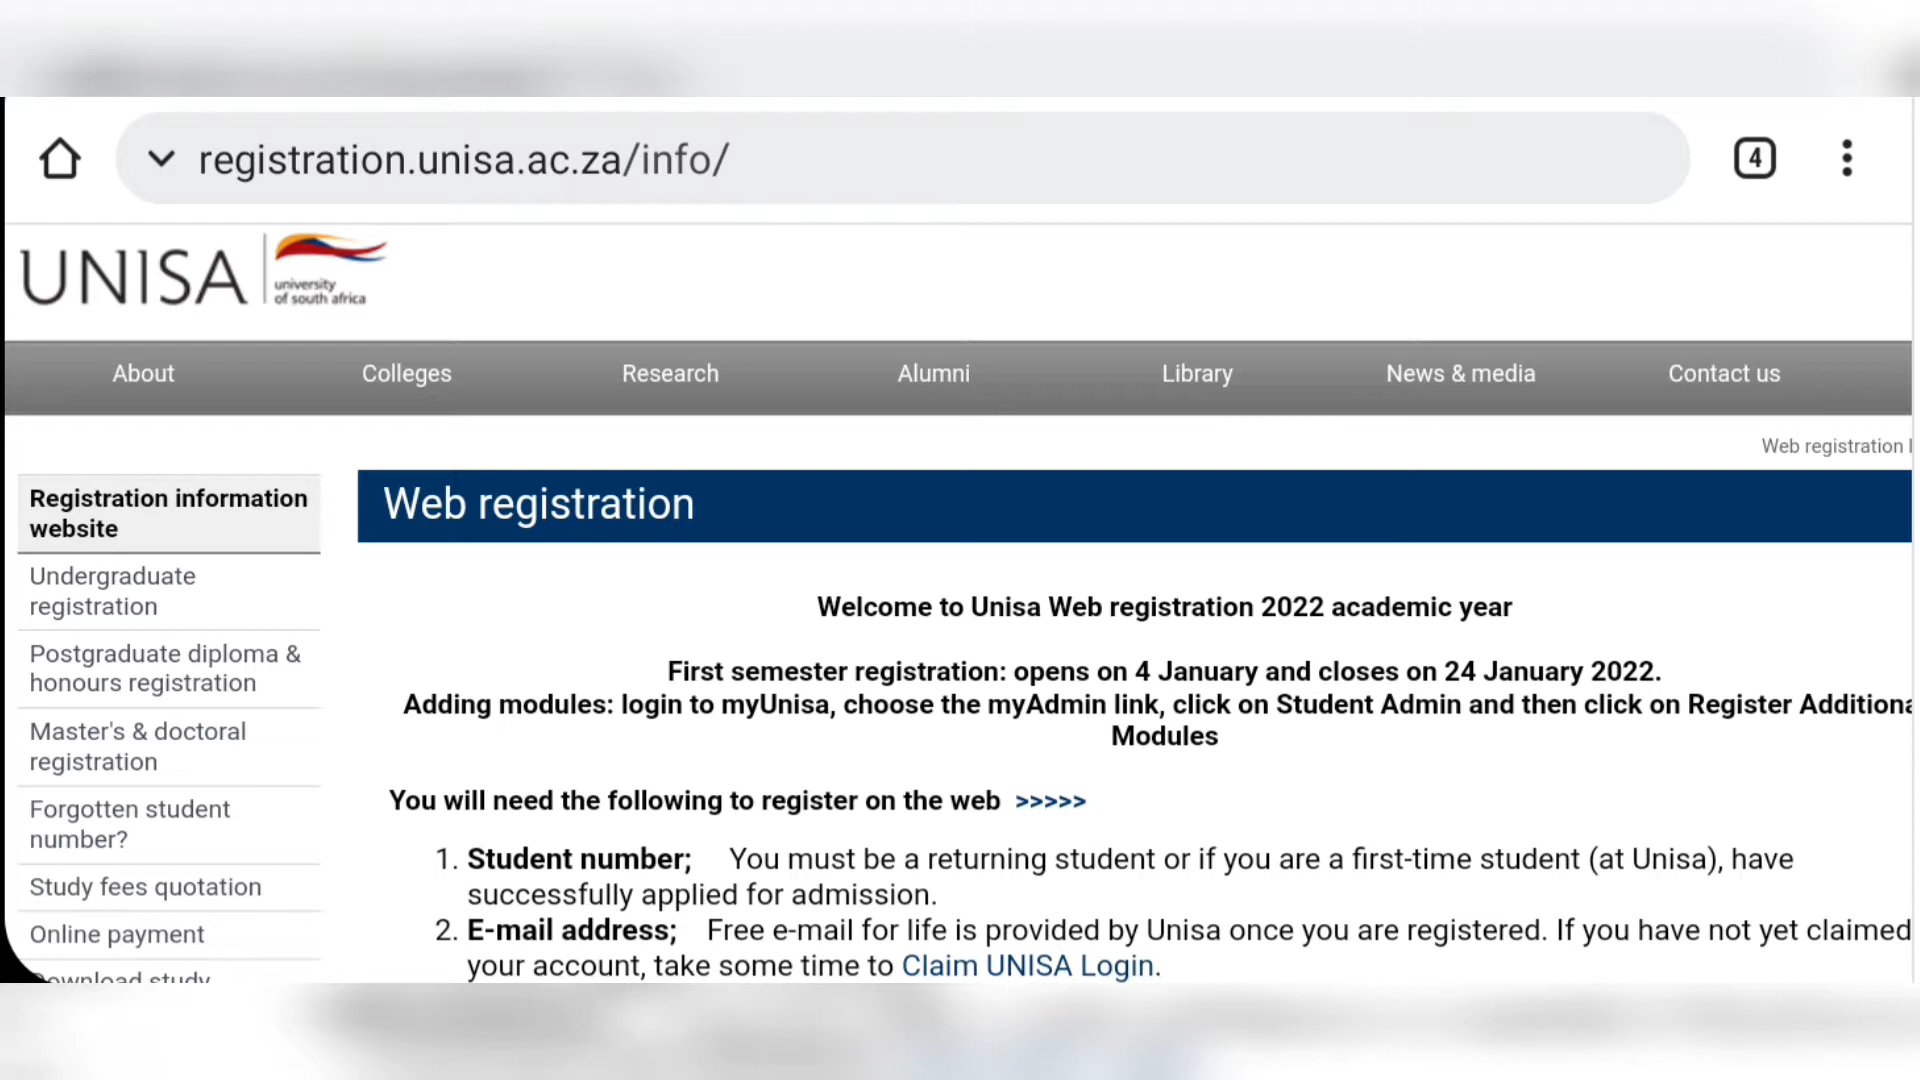 registration.unisa.ac.za/info/
4
UNISA
university
of south africa
About Colleges Research Alumni Library News & media Contact us
Web registration
Registration information
website
Undergraduate
registration
Postgraduate diploma &
honours registration
Master's & doctoral
registration
Forgotten student
number?
Study fees quotation
Online payment
Download study
Web registration
Welcome to Unisa Web registration 2022 academic year
First semester registration: opens on 4 January and closes on 24 January 2022.
Adding modules: login to myUnisa, choose the myAdmin link, click on Student Admin and then click on Register Additiona
Modules
You will need the following to register on the web >>>>>
1. Student number; You must be a returning student or if you are a first-time student (at Unisa), have
successfully applied for admission.
2. E-mail address; Free e-mail for life is provided by Unisa once you are registered. If you have not yet claimed
your account, take some time to Claim UNISA Login.